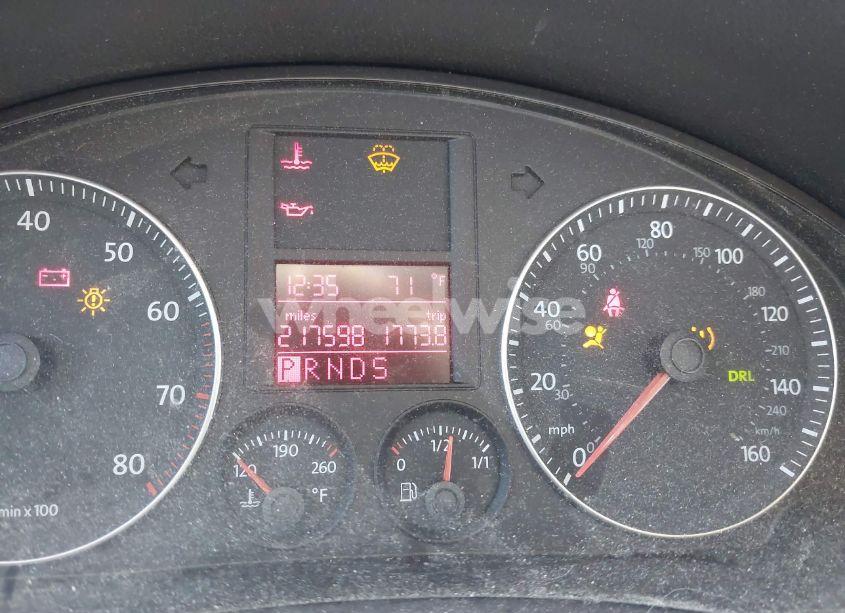 40
50
60
70
80
min x 100
12:35 71 °F
miles trip
217598 1773.8
P R N D S
120 190 260
°F
0 1/2 1/1
0 20 40 60 80 100 120 140 160
mph
30 60 90 120 150 180 210 240
km/h
DRL
wheelwise